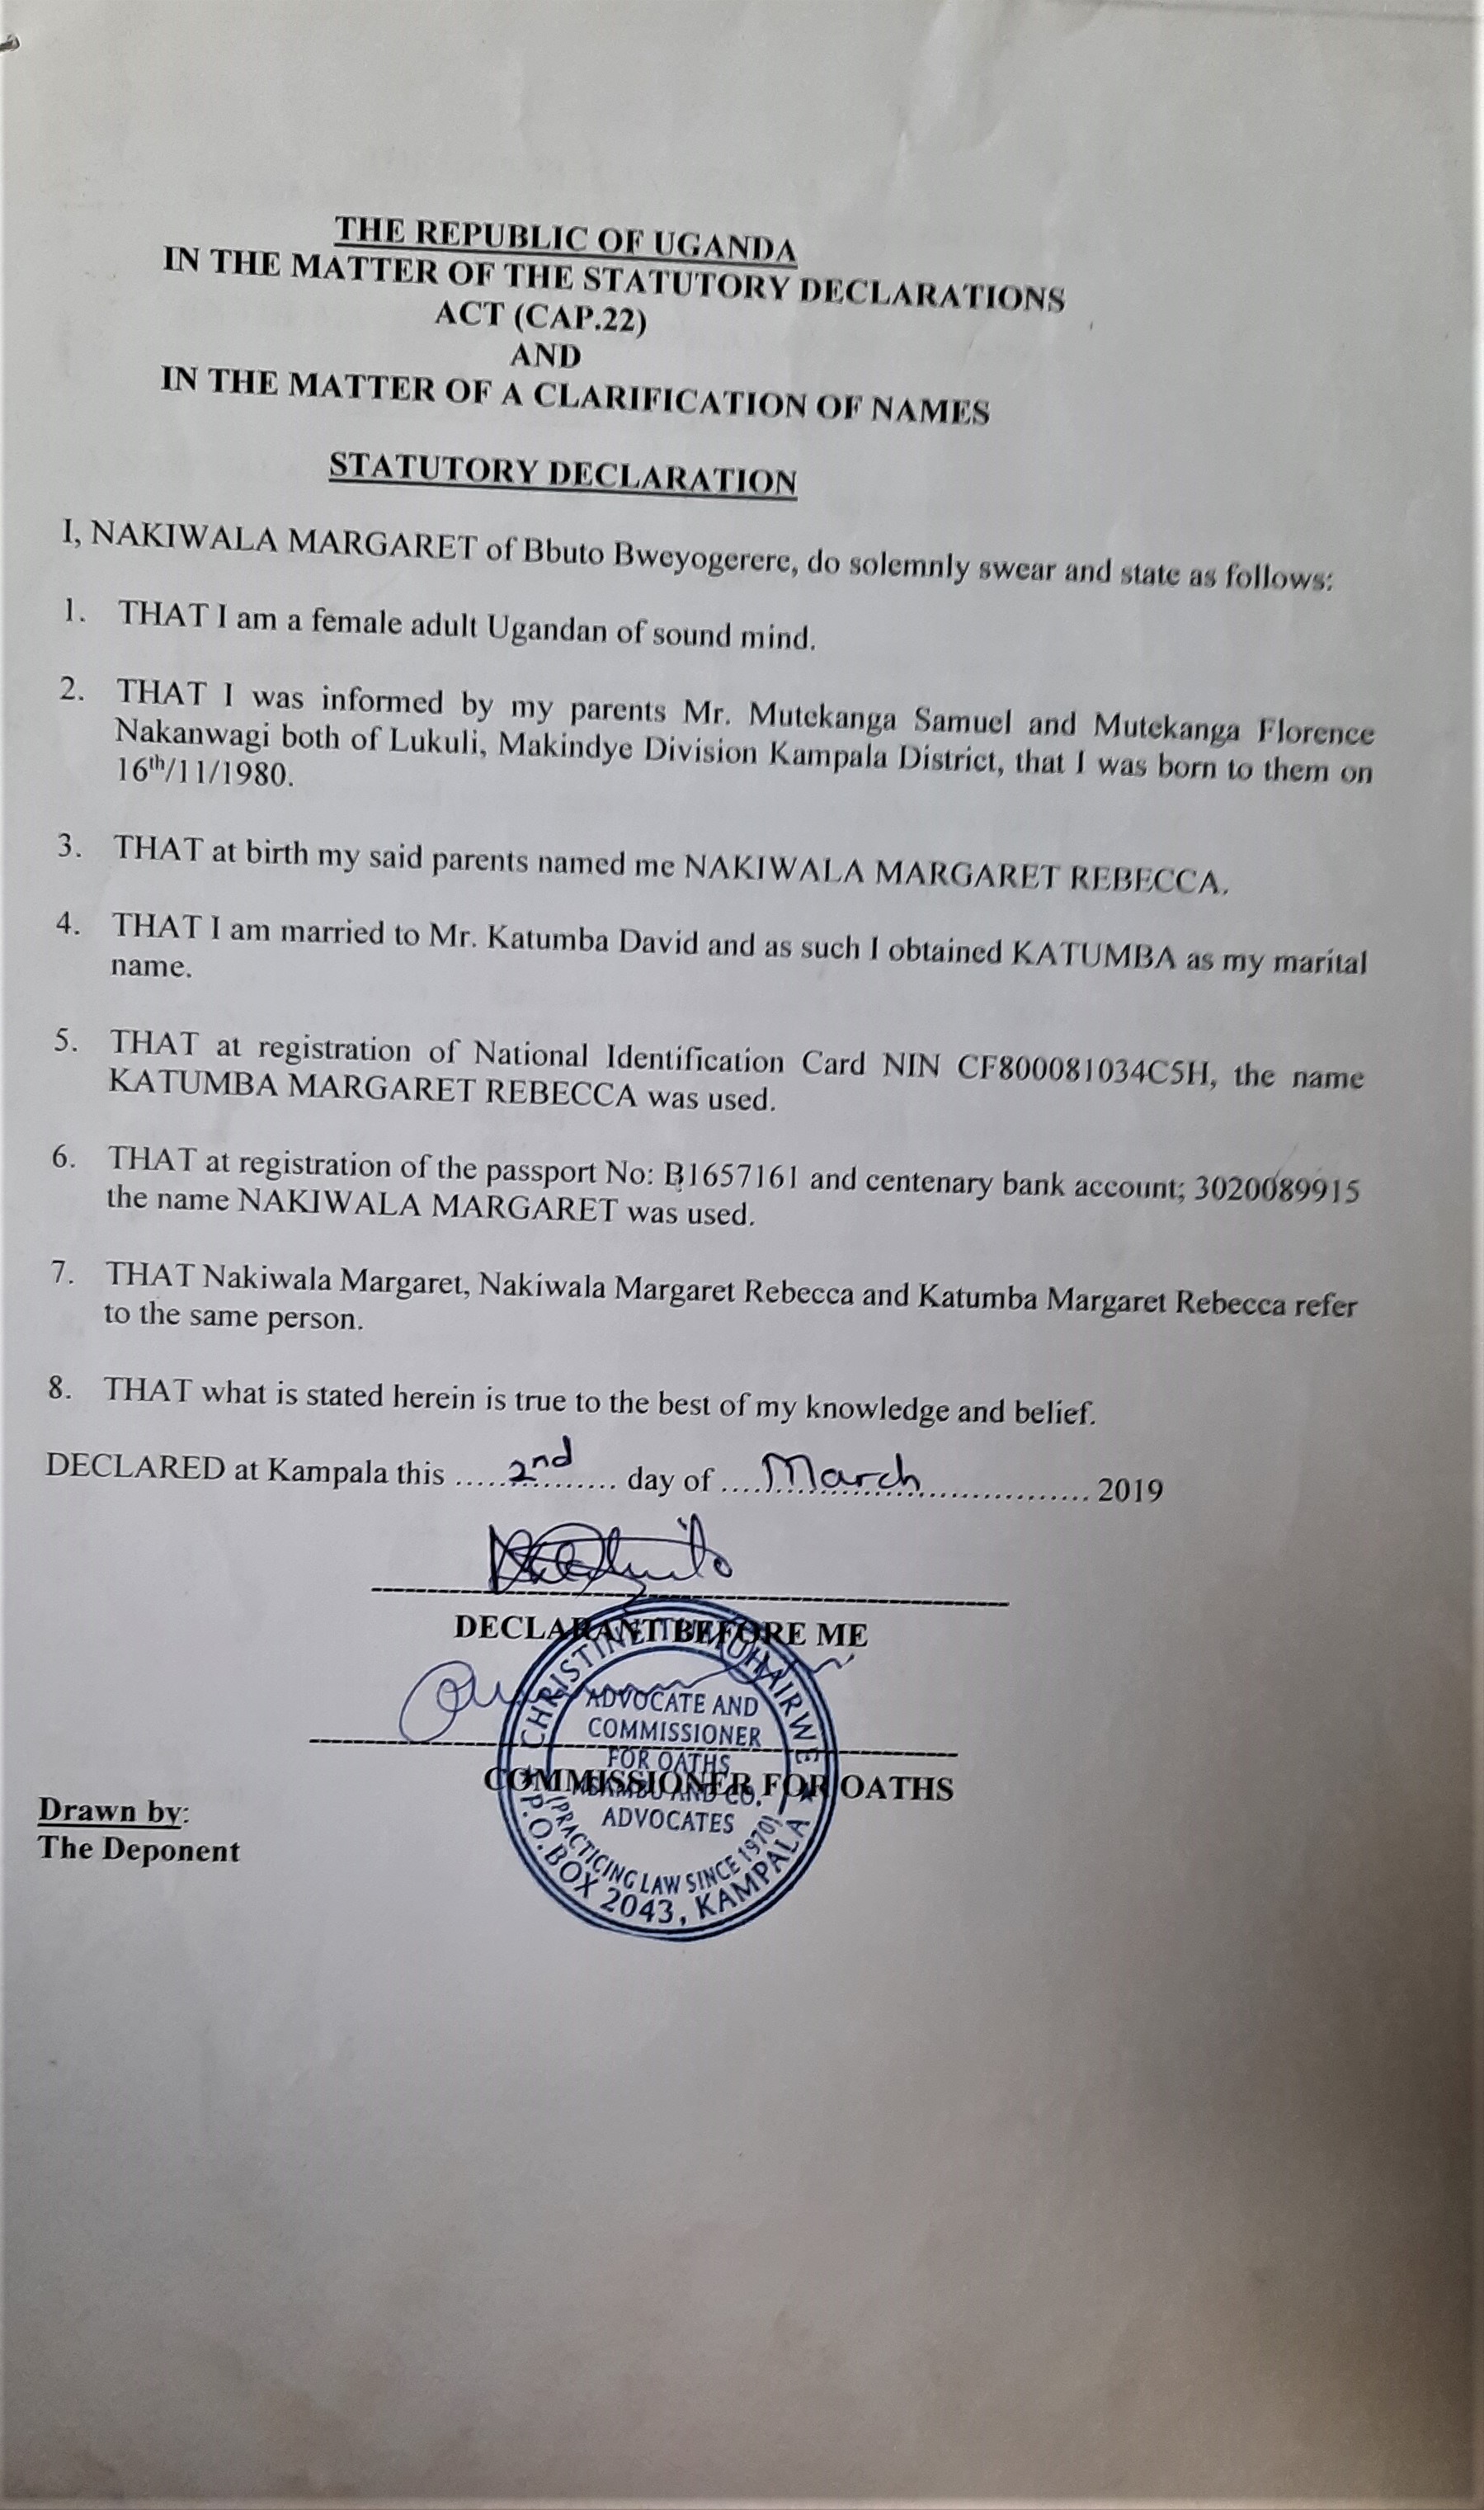 THE REPUBLIC OF UGANDA
IN THE MATTER OF THE STATUTORY DECLARATIONS
ACT (CAP.22)
AND
IN THE MATTER OF A CLARIFICATION OF NAMES
STATUTORY DECLARATION
I, NAKIWALA MARGARET of Bbuto Bweyogerere, do solemnly swear and state as follows:
1. THAT I am a female adult Ugandan of sound mind.
2. THAT I was informed by my parents Mr. Mutekanga Samuel and Mutekanga Florence
Nakanwagi both of Lukuli, Makindye Division Kampala District, that I was born to them on
16th/11/1980.
3. THAT at birth my said parents named me NAKIWALA MARGARET REBECCA.
4. THAT I am married to Mr. Katumba David and as such I obtained KATUMBA as my marital
name.
5. THAT at registration of National Identification Card NIN CF800081034C5H, the name
KATUMBA MARGARET REBECCA was used.
6. THAT at registration of the passport No: B1657161 and centenary bank account; 3020089915
the name NAKIWALA MARGARET was used.
7. THAT Nakiwala Margaret, Nakiwala Margaret Rebecca and Katumba Margaret Rebecca refer
to the same person.
8. THAT what is stated herein is true to the best of my knowledge and belief.
DECLARED at Kampala this ..... 2nd ..... day of .... March .... 2019
DECLARANT BEFORE ME
CHRISTINE TUMUHAIRWE
ADVOCATE AND
COMMISSIONER
FOR OATHS
AND CO.
ADVOCATES
(PRACTICING LAW SINCE 1970)
P.O.BOX 2043, KAMPALA
COMMISSIONER FOR OATHS
Drawn by:
The Deponent